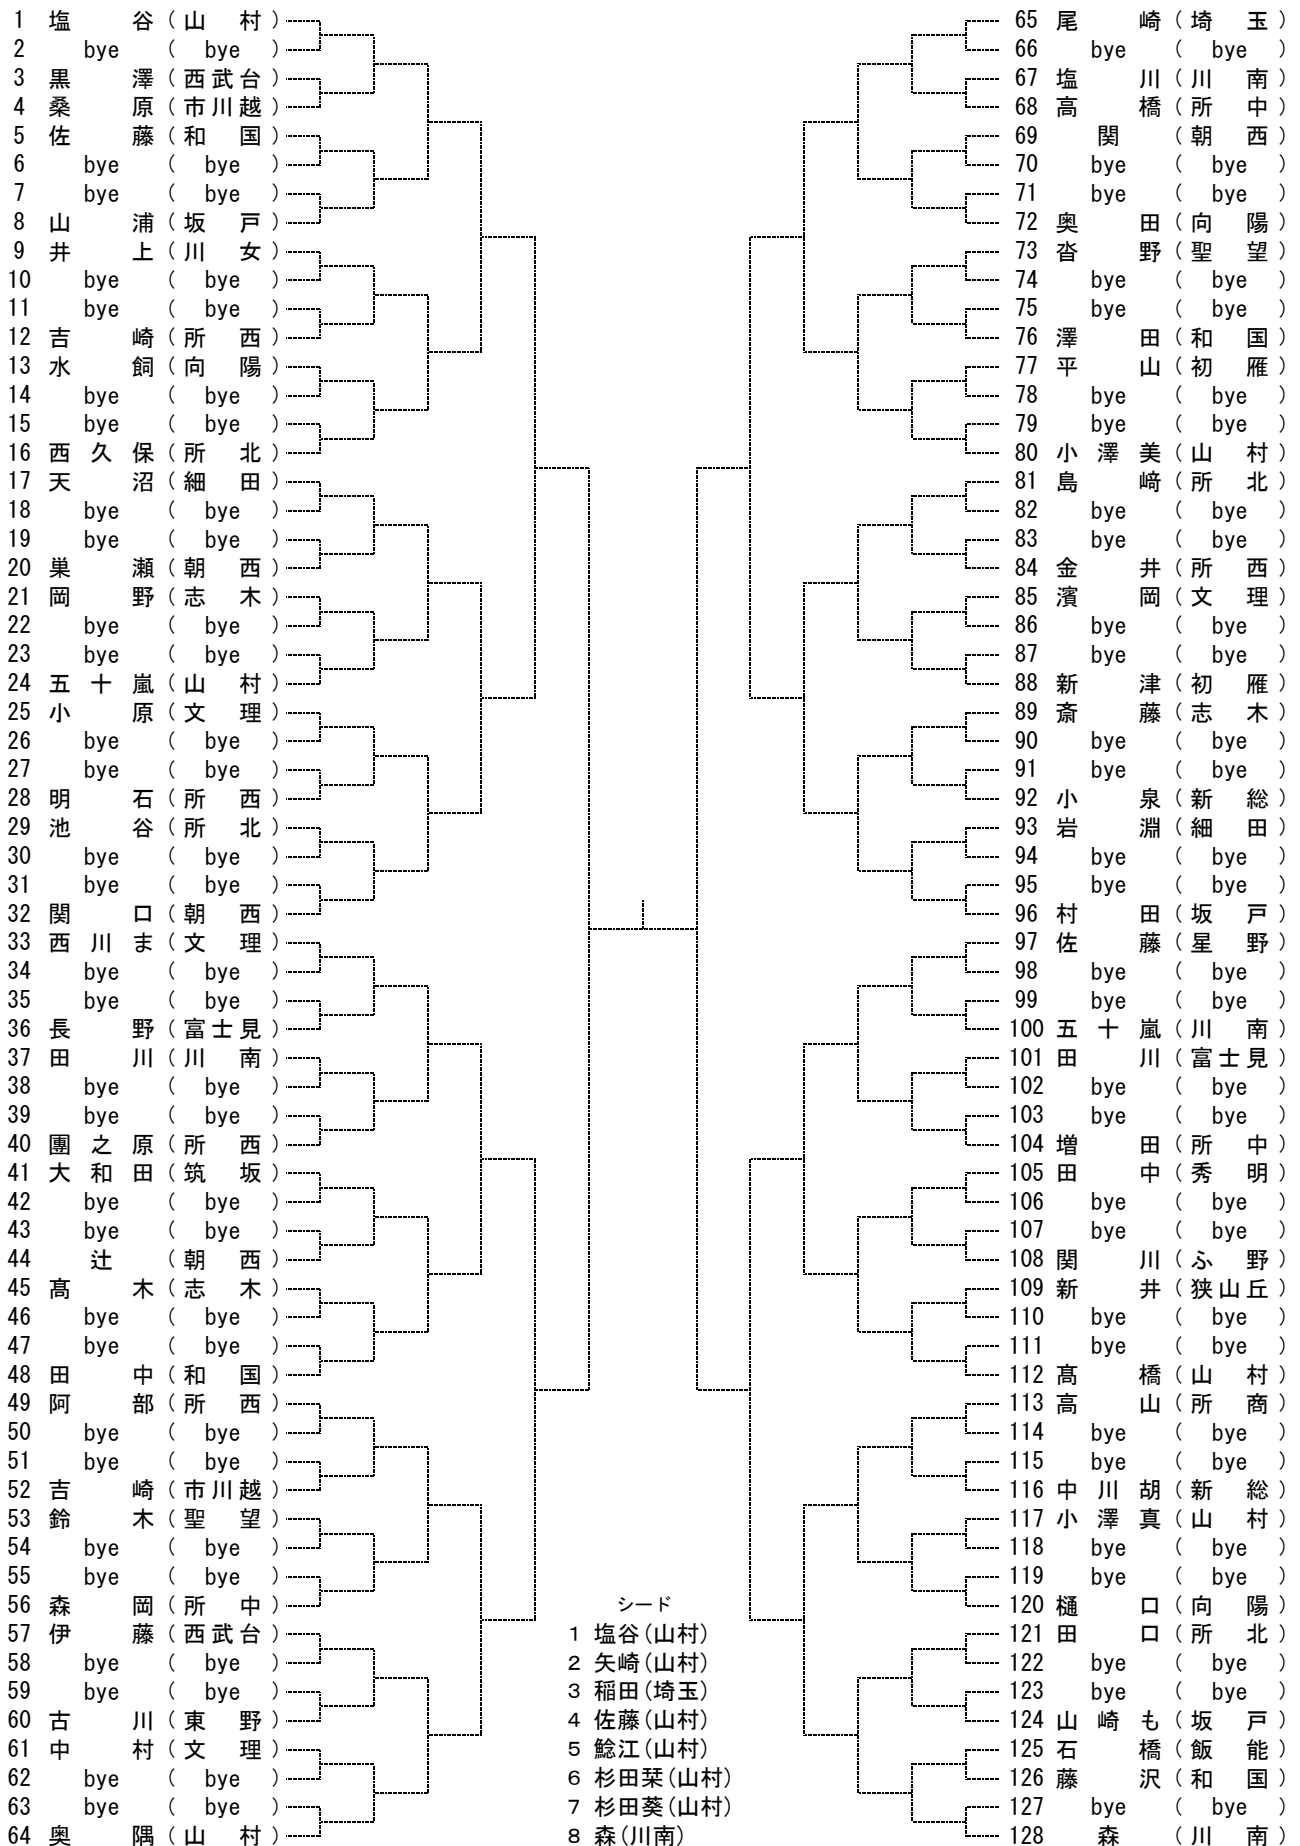 1 塩谷(山村)
2 bye(bye)
3 黒澤(西武台)
4 桑原(市川越)
5 佐藤(和国)
6 bye(bye)
7 bye(bye)
8 山浦(坂戸)
9 井上(川女)
10 bye(bye)
11 bye(bye)
12 吉崎(所西)
13 水飼(向陽)
14 bye(bye)
15 bye(bye)
16 西久保(所北)
17 天沼(細田)
18 bye(bye)
19 bye(bye)
20 巣瀬(朝西)
21 岡野(志木)
22 bye(bye)
23 bye(bye)
24 五十嵐(山村)
25 小原(文理)
26 bye(bye)
27 bye(bye)
28 明石(所西)
29 池谷(所北)
30 bye(bye)
31 bye(bye)
32 関口(朝西)
33 西川ま(文理)
34 bye(bye)
35 bye(bye)
36 長野(富士見)
37 田川(川南)
38 bye(bye)
39 bye(bye)
40 團之原(所西)
41 大和田(筑坂)
42 bye(bye)
43 bye(bye)
44 辻(朝西)
45 髙木(志木)
46 bye(bye)
47 bye(bye)
48 田中(和国)
49 阿部(所西)
50 bye(bye)
51 bye(bye)
52 吉崎(市川越)
53 鈴木(聖望)
54 bye(bye)
55 bye(bye)
56 森岡(所中)
57 伊藤(西武台)
58 bye(bye)
59 bye(bye)
60 古川(東野)
61 中村(文理)
62 bye(bye)
63 bye(bye)
64 奥隅(山村)
シード
1 塩谷(山村)
2 矢崎(山村)
3 稲田(埼玉)
4 佐藤(山村)
5 鯰江(山村)
6 杉田栞(山村)
7 杉田葵(山村)
8 森(川南)
65 尾崎(埼玉)
66 bye(bye)
67 塩川(川南)
68 高橋(所中)
69 関(朝西)
70 bye(bye)
71 bye(bye)
72 奥田(向陽)
73 沓野(聖望)
74 bye(bye)
75 bye(bye)
76 澤田(和国)
77 平山(初雁)
78 bye(bye)
79 bye(bye)
80 小澤美(山村)
81 島﨑(所北)
82 bye(bye)
83 bye(bye)
84 金井(所西)
85 濱岡(文理)
86 bye(bye)
87 bye(bye)
88 新津(初雁)
89 斎藤(志木)
90 bye(bye)
91 bye(bye)
92 小泉(新総)
93 岩淵(細田)
94 bye(bye)
95 bye(bye)
96 村田(坂戸)
97 佐藤(星野)
98 bye(bye)
99 bye(bye)
100 五十嵐(川南)
101 田川(富士見)
102 bye(bye)
103 bye(bye)
104 増田(所中)
105 田中(秀明)
106 bye(bye)
107 bye(bye)
108 関川(ふ野)
109 新井(狭山丘)
110 bye(bye)
111 bye(bye)
112 髙橋(山村)
113 高山(所商)
114 bye(bye)
115 bye(bye)
116 中川胡(新総)
117 小澤真(山村)
118 bye(bye)
119 bye(bye)
120 樋口(向陽)
121 田口(所北)
122 bye(bye)
123 bye(bye)
124 山崎も(坂戸)
125 石橋(飯能)
126 藤沢(和国)
127 bye(bye)
128 森(川南)